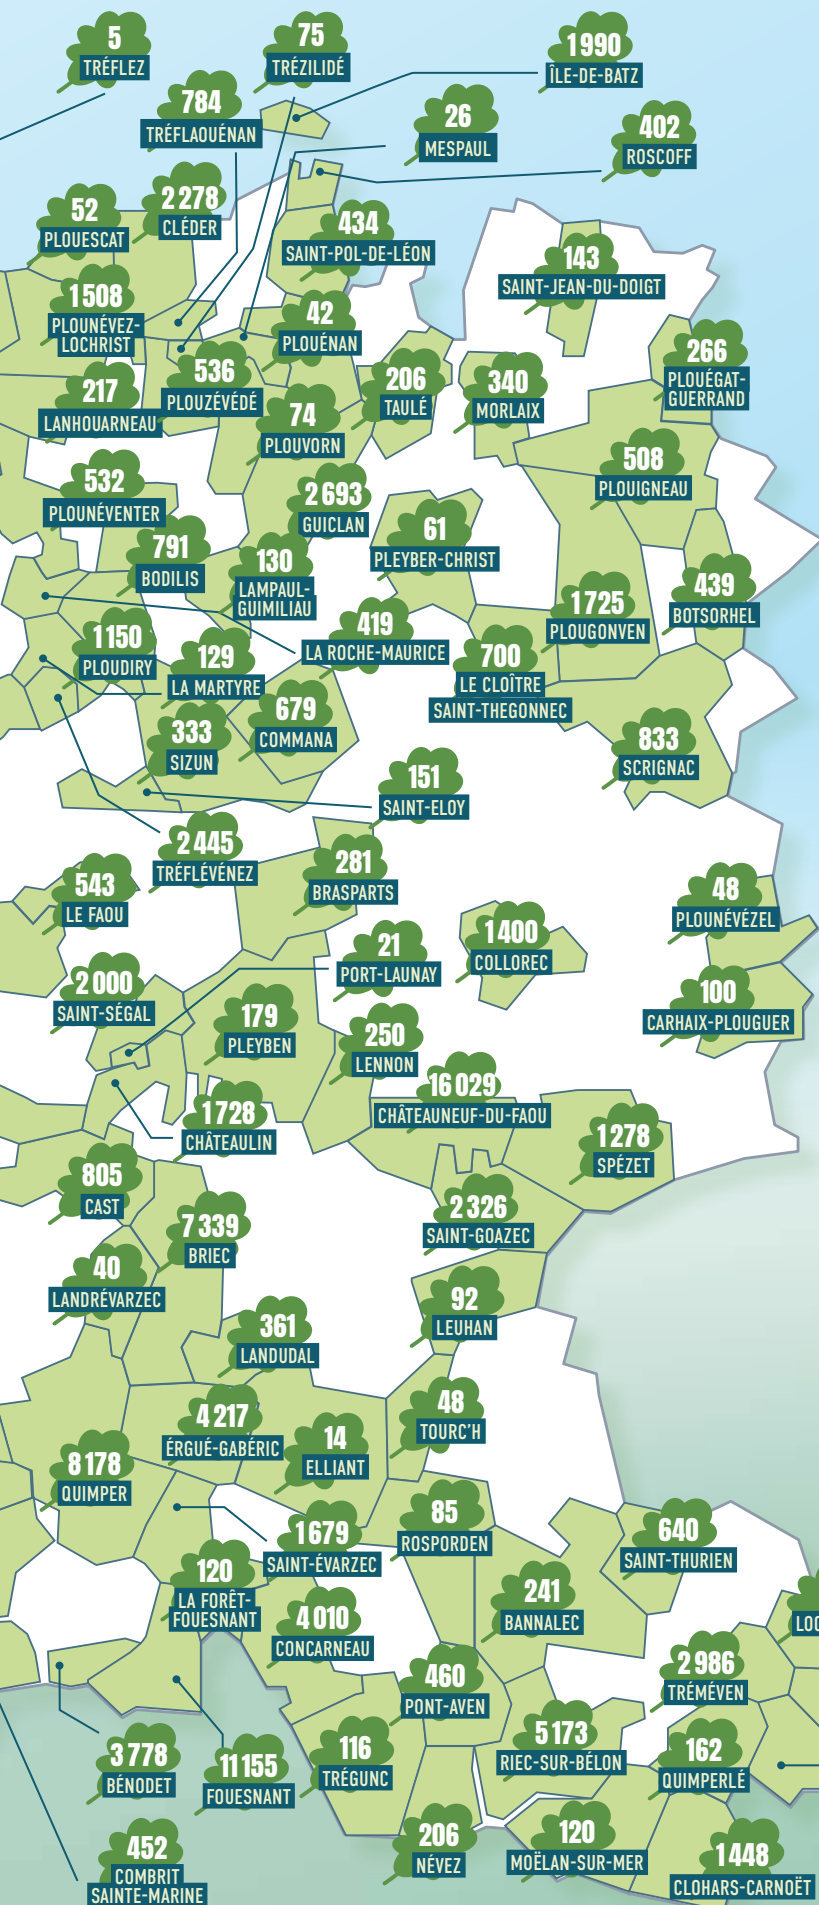 5
TRÉFLEZ
75
TRÉZILIDÉ
1 990
ÎLE-DE-BATZ
784
TRÉFLAOUÉNAN
26
MESPAUL
402
ROSCOFF
52
PLOUESCAT
2 278
CLÉDER
434
SAINT-POL-DE-LÉON
143
SAINT-JEAN-DU-DOIGT
1 508
PLOUNÉVEZ-
LOCHRIST
42
PLOUÉNAN
266
PLOUÉGAT-
GUERRAND
217
LANHOUARNEAU
536
PLOUZÉVÉDÉ
206
TAULÉ
340
MORLAIX
74
PLOUVORN
508
PLOUIGNEAU
532
PLOUNÉVENTER
2 693
GUICLAN
61
PLEYBER-CHRIST
791
BODILIS
130
LAMPAUL-
GUIMILIAU
1 725
PLOUGONVEN
439
BOTSORHEL
1 150
PLOUDIRY
129
LA MARTYRE
419
LA ROCHE-MAURICE
700
LE CLOÎTRE
SAINT-THEGONNEC
333
SIZUN
679
COMMANA
833
SCRIGNAC
151
SAINT-ELOY
2 445
TRÉFLÉVÉNEZ
543
LE FAOU
281
BRASPARTS
48
PLOUNÉVÉZEL
1 400
COLLOREC
21
PORT-LAUNAY
2 000
SAINT-SÉGAL
100
CARHAIX-PLOUGUER
179
PLEYBEN
250
LENNON
16 029
CHÂTEAUNEUF-DU-FAOU
1 728
CHÂTEAULIN
1 278
SPÉZET
805
CAST
2 326
SAINT-GOAZEC
7 339
BRIEC
40
LANDRÉVARZEC
92
LEUHAN
361
LANDUDAL
48
TOURC'H
4 217
ÉRGUÉ-GABÉRIC
14
ELLIANT
8 178
QUIMPER
85
ROSPORDEN
1 679
SAINT-ÉVARZEC
640
SAINT-THURIEN
120
LA FORÊT-
FOUESNANT
241
BANNALEC
4 010
CONCARNEAU
LOC
2 986
TRÉMÉVEN
460
PONT-AVEN
5 173
RIEC-SUR-BÉLON
116
TRÉGUNC
162
QUIMPERLÉ
3 778
BÉNODET
11 155
FOUESNANT
206
NÉVEZ
120
MOËLAN-SUR-MER
452
COMBRIT
SAINTE-MARINE
1 448
CLOHARS-CARNOËT